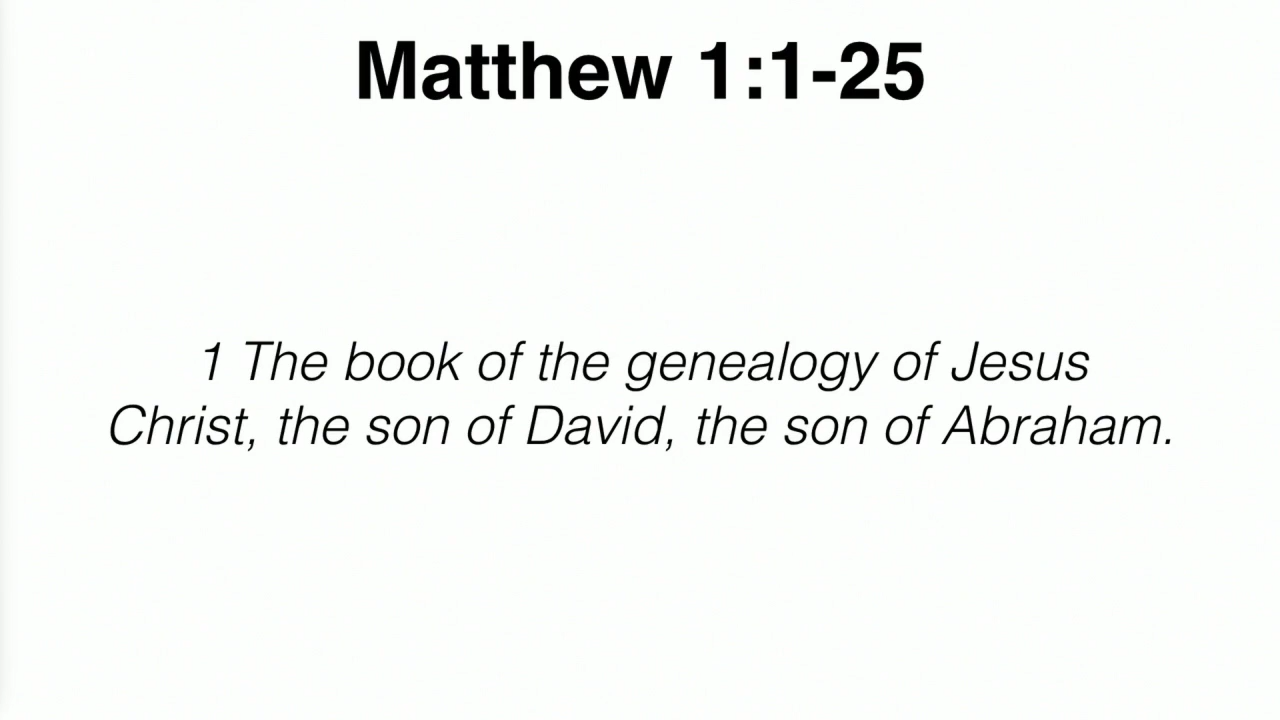 Matthew 1:1-25
1 The book of the genealogy of Jesus
Christ, the son of David, the son of Abraham.